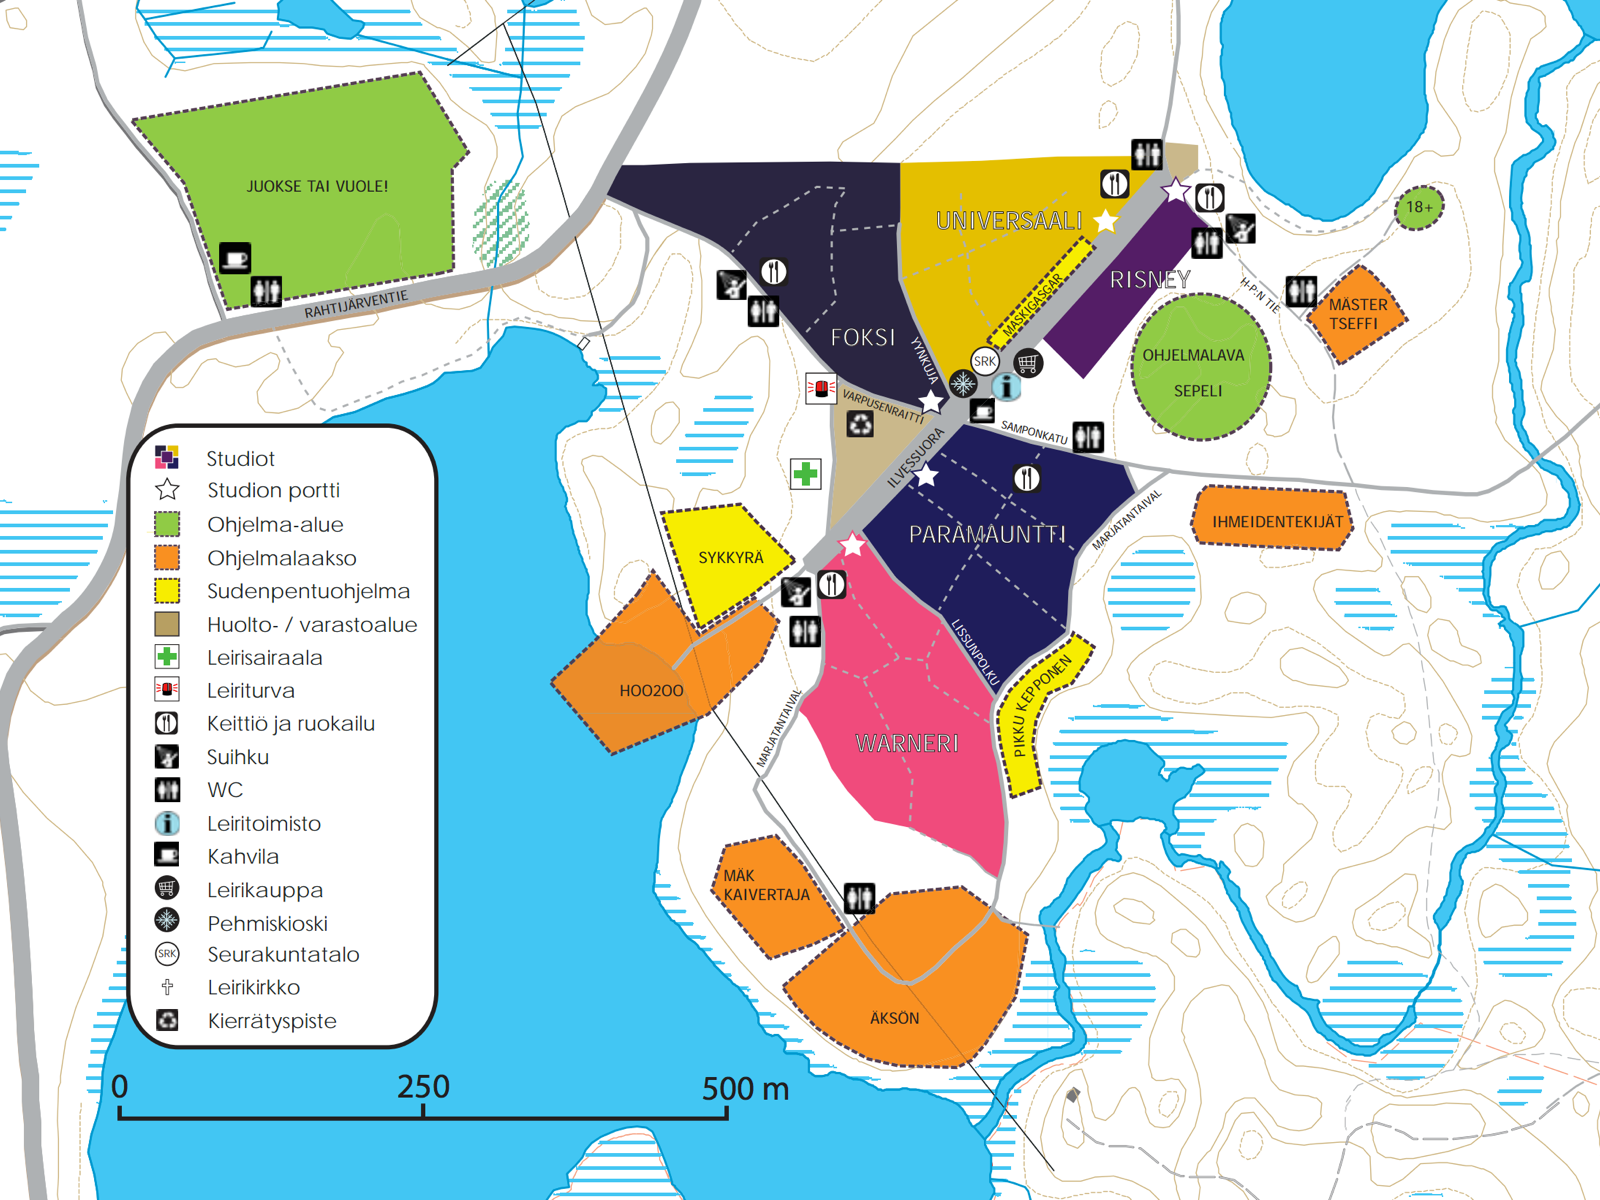 JUOKSE TAI VUOLE!
RAHTIJÄRVENTIE
UNIVERSAALI
18+
RISNEY
MASKIGASGAR
H-P:N TIE
MÄSTER
TSEFFI
FOKSI
YYNKUJA
SRK
OHJELMALAVA
SEPELI
VARPUSENRAITTI
SAMPONKATU
ILVESSUORA
MARJATANTAIVAL
IHMEIDENTEKIJÄT
PARAMAUNTTI
SYKKYRÄ
LISSUNPOLKU
PIKKU KEPPONEN
HOO2OO
MARJATANTAIVAL
WARNERI
MÄK
KAIVERTAJA
ÄKSÖN
Studiot
Studion portti
Ohjelma-alue
Ohjelmalaakso
Sudenpentuohjelma
Huolto- / varastoalue
Leirisairaala
Leiriturva
Keittiö ja ruokailu
Suihku
WC
i Leiritoimisto
Kahvila
Leirikauppa
Pehmiskioski
SRK Seurakuntatalo
Leirikirkko
Kierrätyspiste
i
0 250 500 m